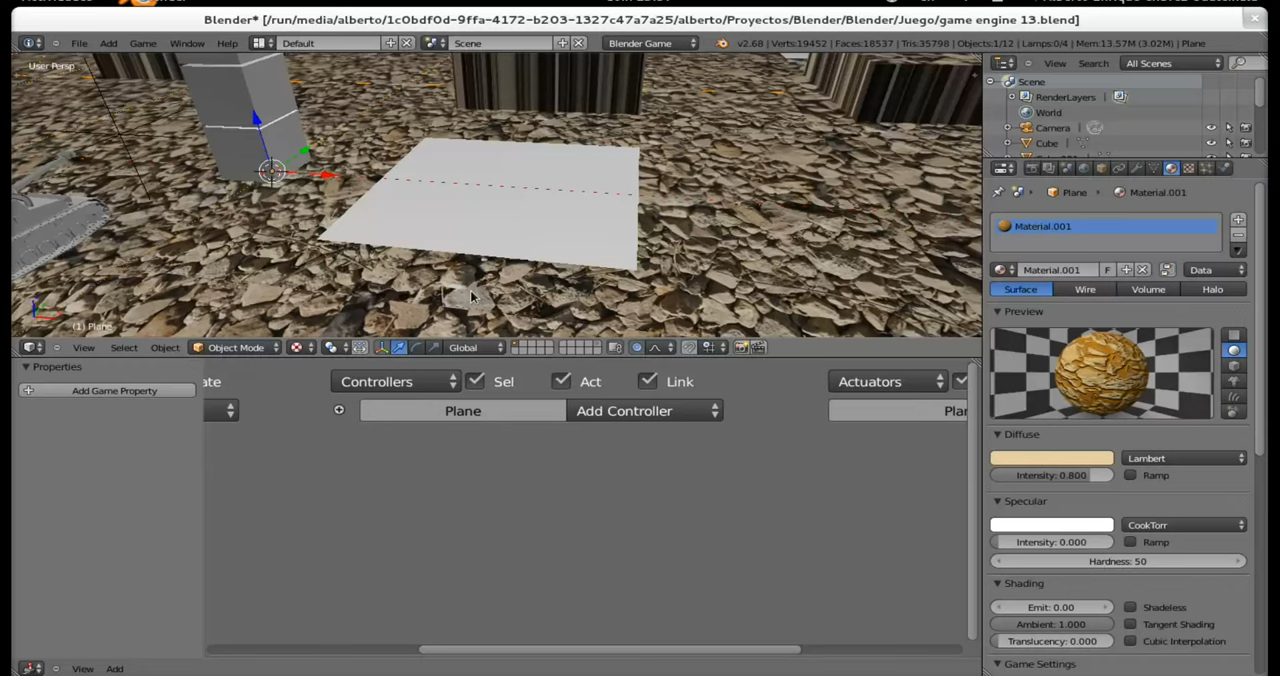 Blender* [/run/media/alberto/1c0bdf0d-9ffa-4172-b203-1327c47a7a25/alberto/Proyectos/Blender/Blender/Juego/game engine 13.blend]
File Add Game Window Help Default Scene Blender Game v2.68 | Verts:19452 | Faces:18537 | Tris:35798 | Objects:1/12 | Lamps:0/4 | Mem:13.57M (3.02M) | Plane
User Persp
View Search All Scenes
Scene
RenderLayers
World
Camera
Cube
Plane Material.001
Material.001
Material.001 F Data
Surface Wire Volume Halo
Preview
(1) Plane
View Select Object Object Mode Global
Properties
Add Game Property
ate Controllers Sel Act Link Actuators
Plane Add Controller Plan
Diffuse
Lambert
Intensity: 0.800 Ramp
Specular
CookTorr
Intensity: 0.000 Ramp
Hardness: 50
Shading
Emit: 0.00 Shadeless
Ambient: 1.000 Tangent Shading
Translucency: 0.000 Cubic Interpolation
Game Settings
View Add